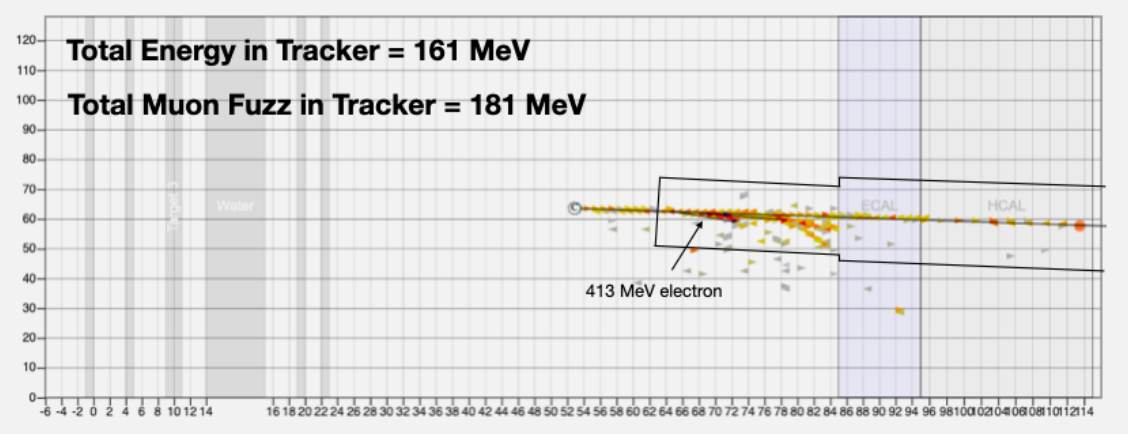 Total Energy in Tracker = 161 MeV
120
110
Total Muon Fuzz in Tracker = 181 MeV
100
90
80
70
Target 3
Water
ECAL
HCAL
60
50
40
413 MeV electron
30
20
10
0
-6 -4 -2 0 2 4 6 8 10 12 14 16 18 20 22 24 26 28 30 32 34 36 38 40 42 44 46 48 50 52 54 56 58 60 62 64 66 68 70 72 74 76 78 80 82 84 86 88 90 92 94 96 98 100 102 104 106 108 110 112 114